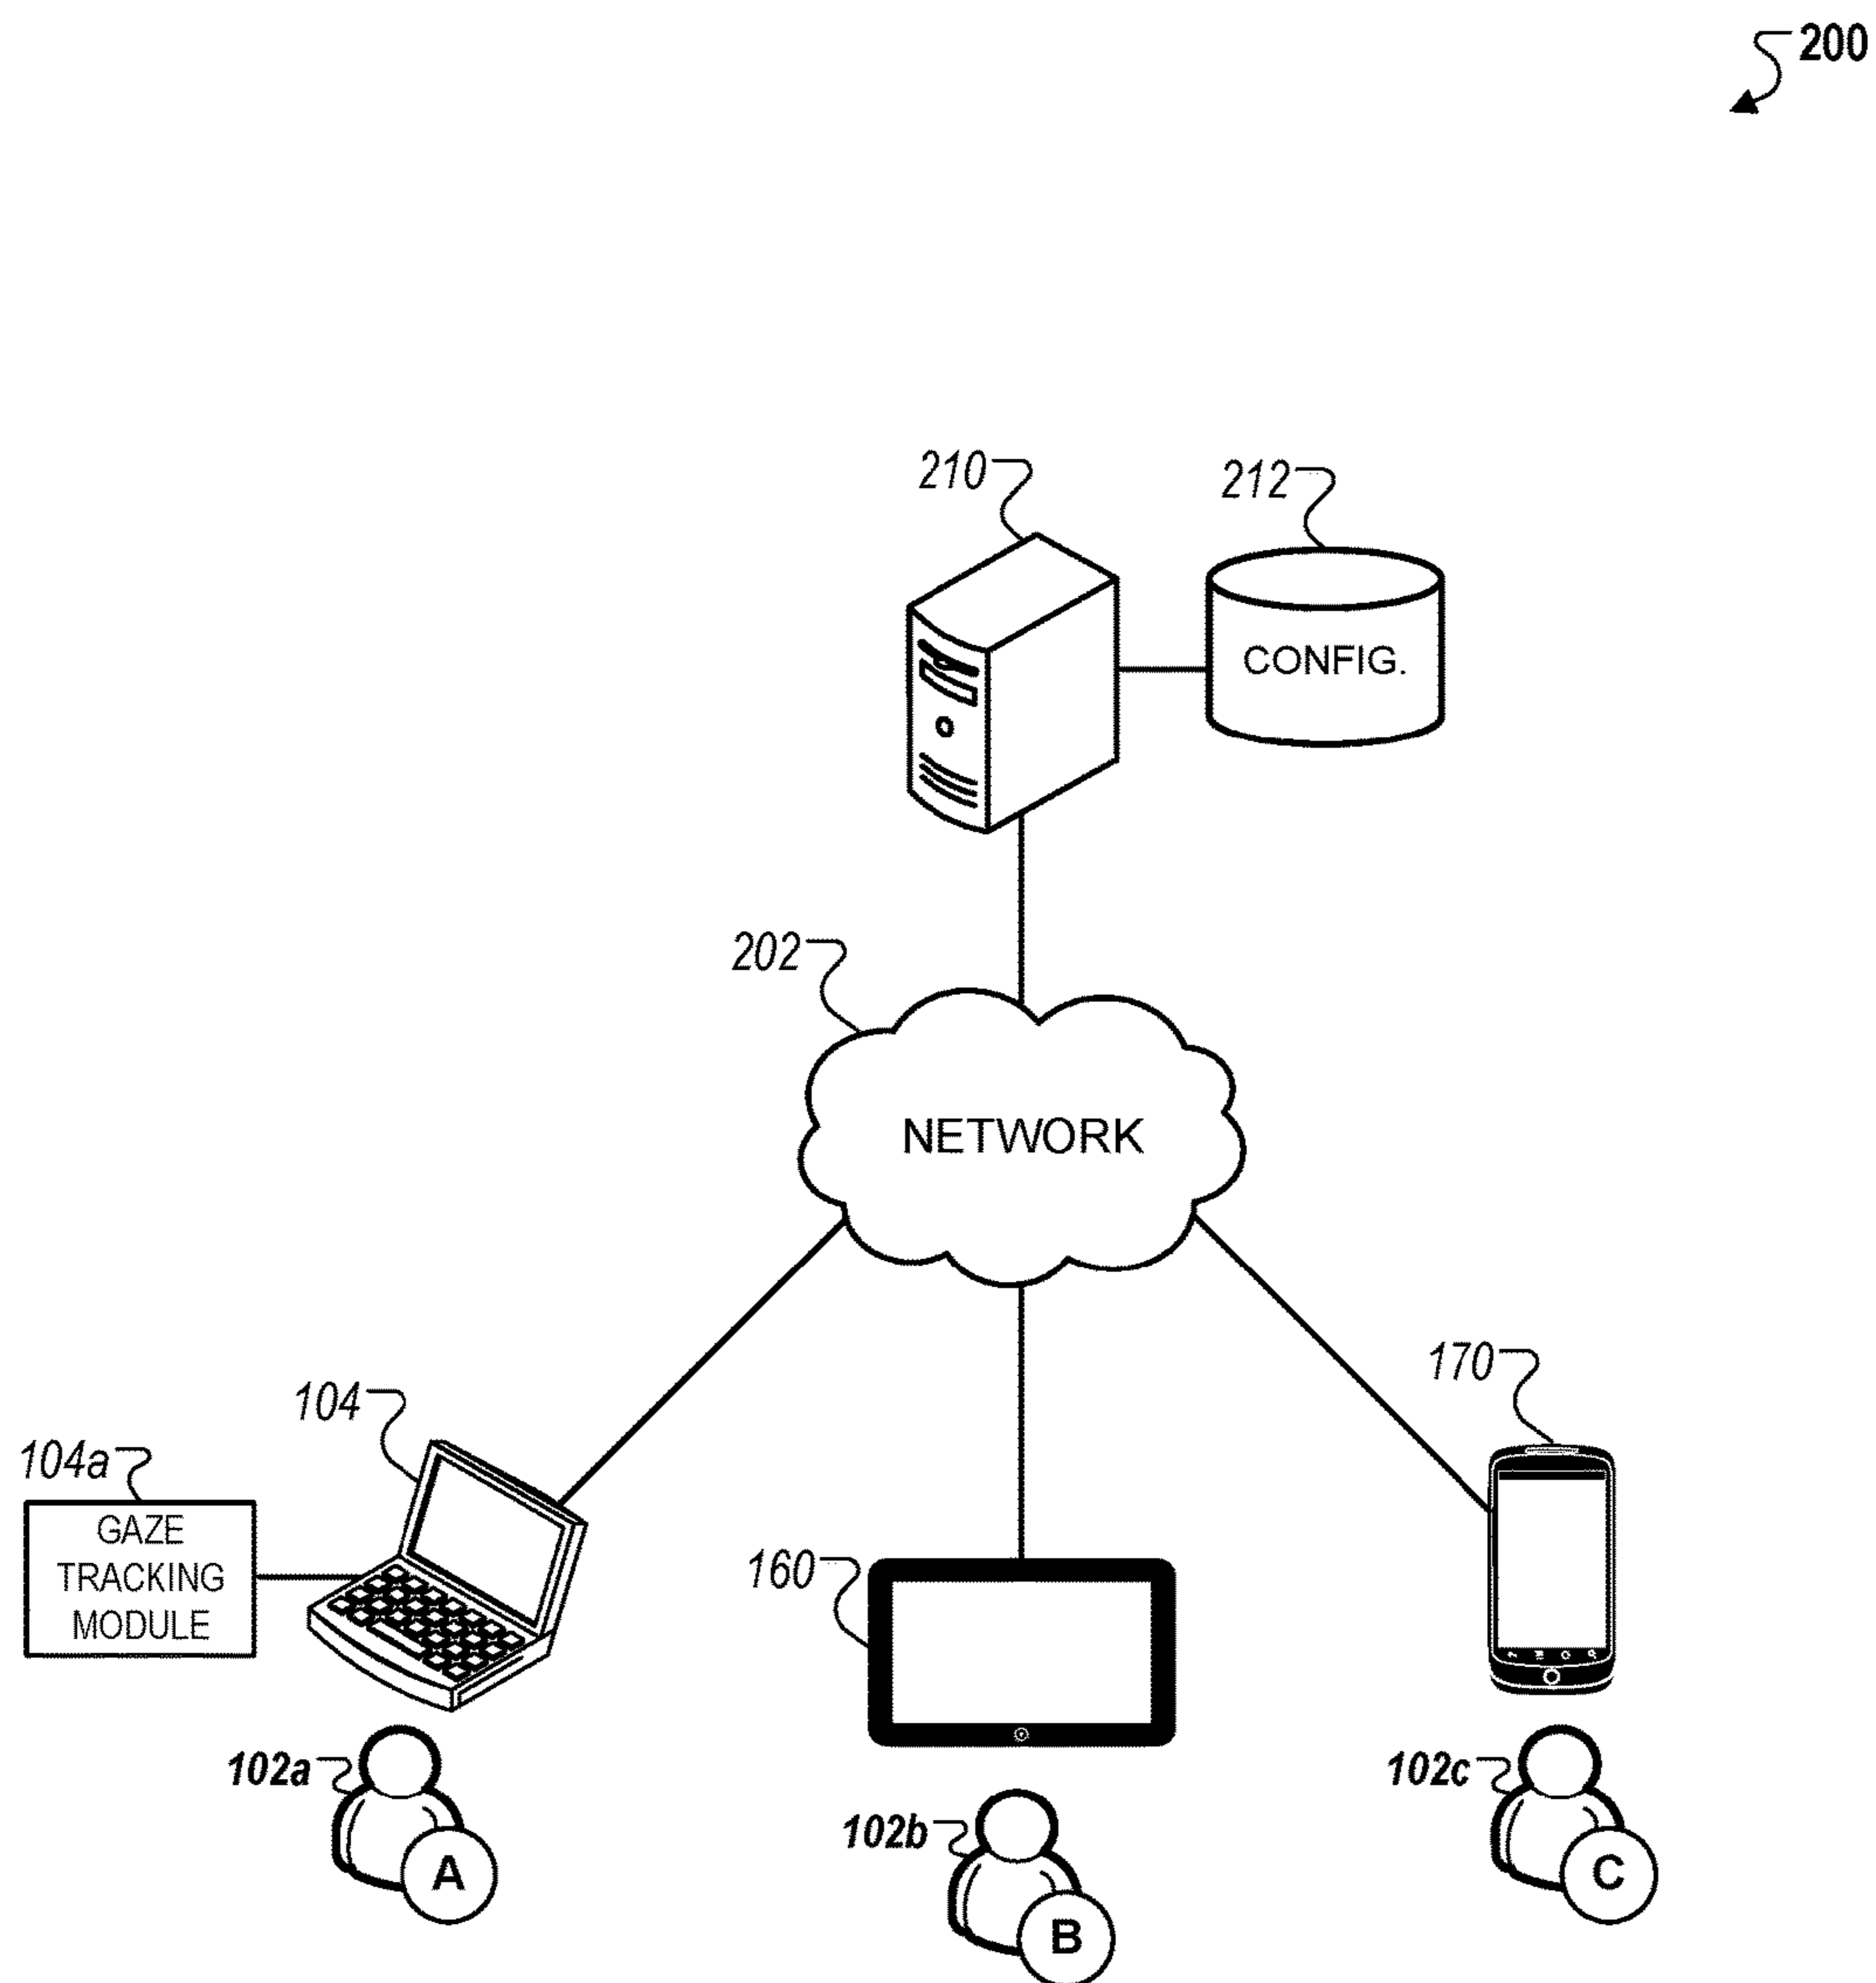 200
210
212
CONFIG.
202
NETWORK
170
104
104a
GAZE
TRACKING
MODULE
160
102a
102b
102c
A
B
C